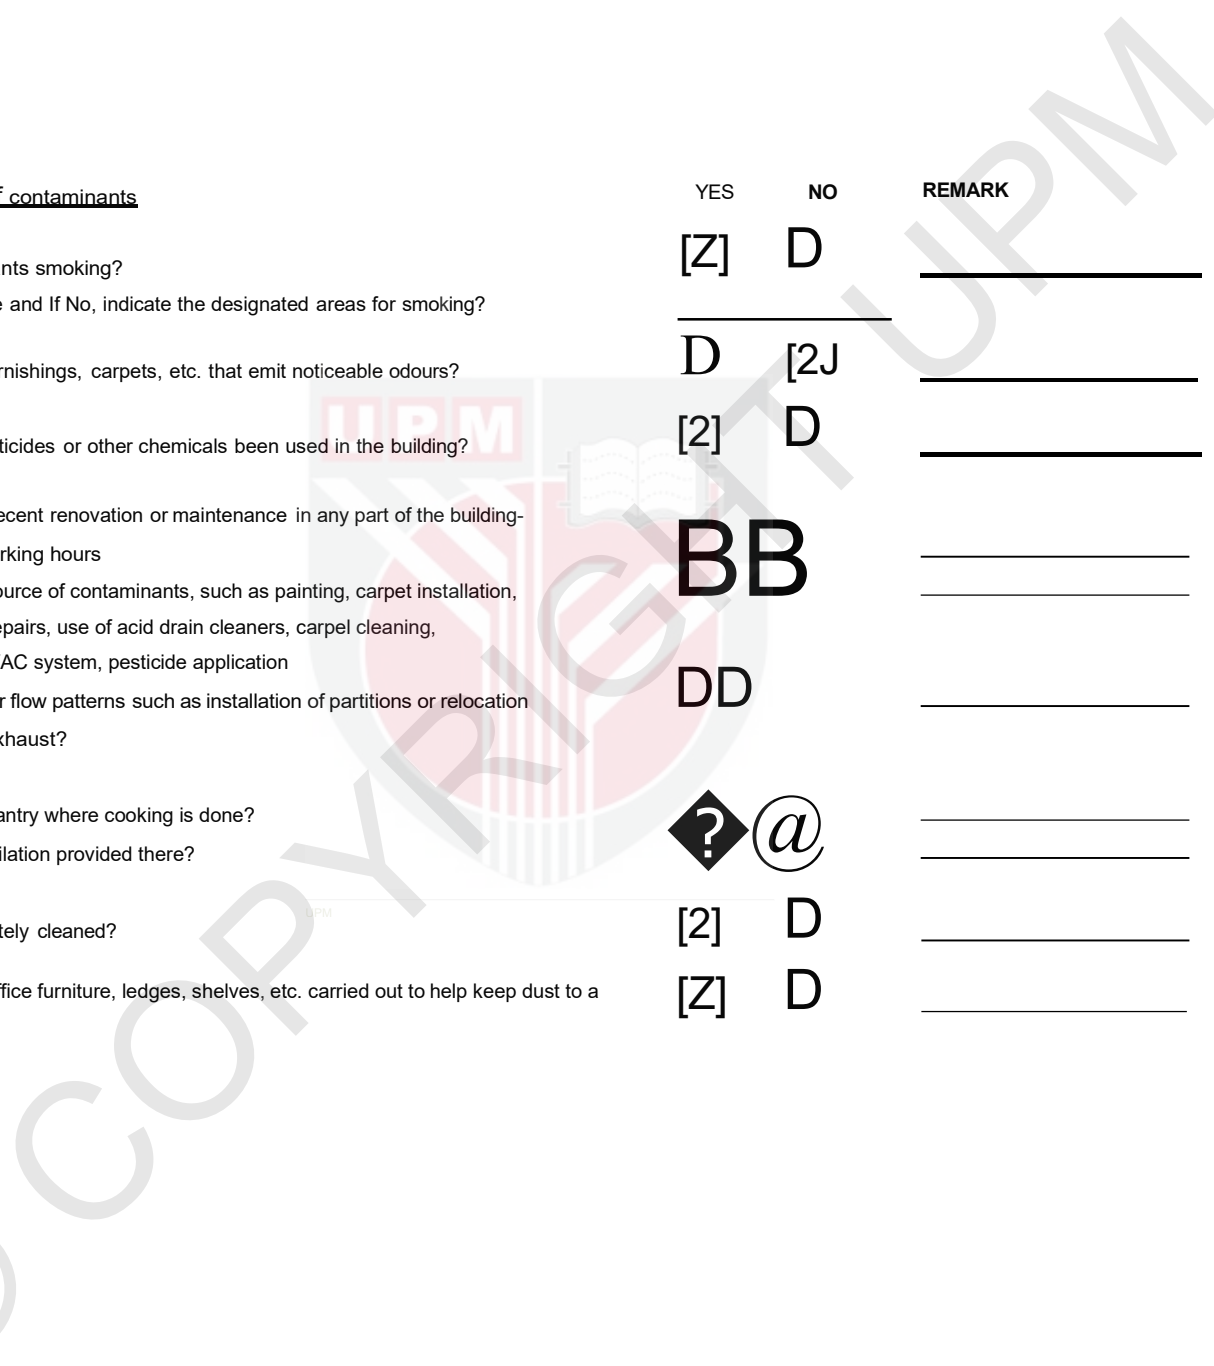 f contaminants YES NO REMARK
[Z] D
nts smoking?
e and If No, indicate the designated areas for smoking?
D [2J
rnishings, carpets, etc. that emit noticeable odours?
[2] D
ticides or other chemicals been used in the building?
ecent renovation or maintenance in any part of the building-
BB
rking hours
ource of contaminants, such as painting, carpet installation,
epairs, use of acid drain cleaners, carpel cleaning,
AC system, pesticide application
DD
r flow patterns such as installation of partitions or relocation
xhaust?
antry where cooking is done?
�@
ilation provided there?
[2] D
tely cleaned?
ffice furniture, ledges, shelves, etc. carried out to help keep dust to a [Z] D
UPM
UPM
© COPYRIGHT UPM